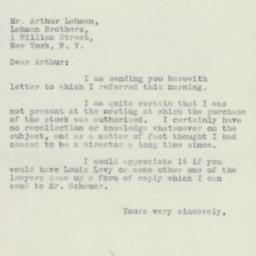 Mr. Arthur Lehman,
Lehman Brothers,
1 William Street,
New York, N. Y.
Dear Arthur:
I am sending you herewith
letter to which I referred this morning.
I am quite certain that I was
not present at the meeting at which the purchase
of the stock was authorized. I certainly have
no recollection or knowledge whatsoever on the
subject, and as a matter of fact thought I had
ceased to be a director a long time since.
I would appreciate it if you
would have Louis Levy or some other one of the
lawyers draw up a form of reply which I can
send to Mr. Scheuer.
Yours very sincerely,